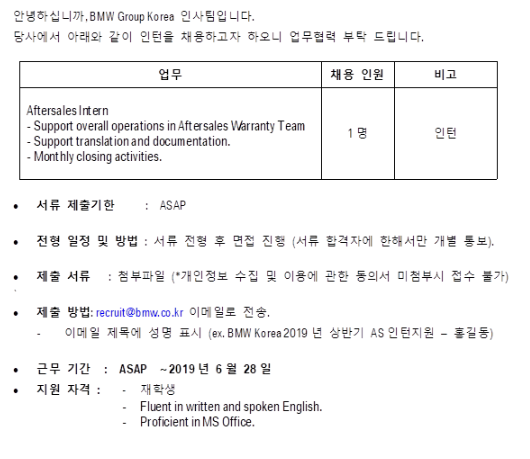 안녕하십니까, BMW Group Korea 인사팀입니다.
당사에서 아래와 같이 인턴을 채용하고자 하오니 업무협력 부탁 드립니다.
업무 채용 인원 비고
Aftersales Intern
- Support overall operations in Aftersales Warranty Team
- Support translation and documentation.
- Monthly closing activities.
1 명 인턴
• 서류 제출기한 : ASAP
• 전형 일정 및 방법 : 서류 전형 후 면접 진행 (서류 합격자에 한해서만 개별 통보).
• 제출 서류 : 첨부파일 (*개인정보 수집 및 이용에 관한 동의서 미첨부시 접수 불가)
• 제출 방법: recruit@bmw.co.kr 이메일로 전송.
- 이메일 제목에 성명 표시 (ex. BMW Korea 2019 년 상반기 AS 인턴지원 – 홍길동)
• 근무 기간 : ASAP ~2019 년 6 월 28 일
• 지원 자격 : - 재학생
- Fluent in written and spoken English.
- Proficient in MS Office.